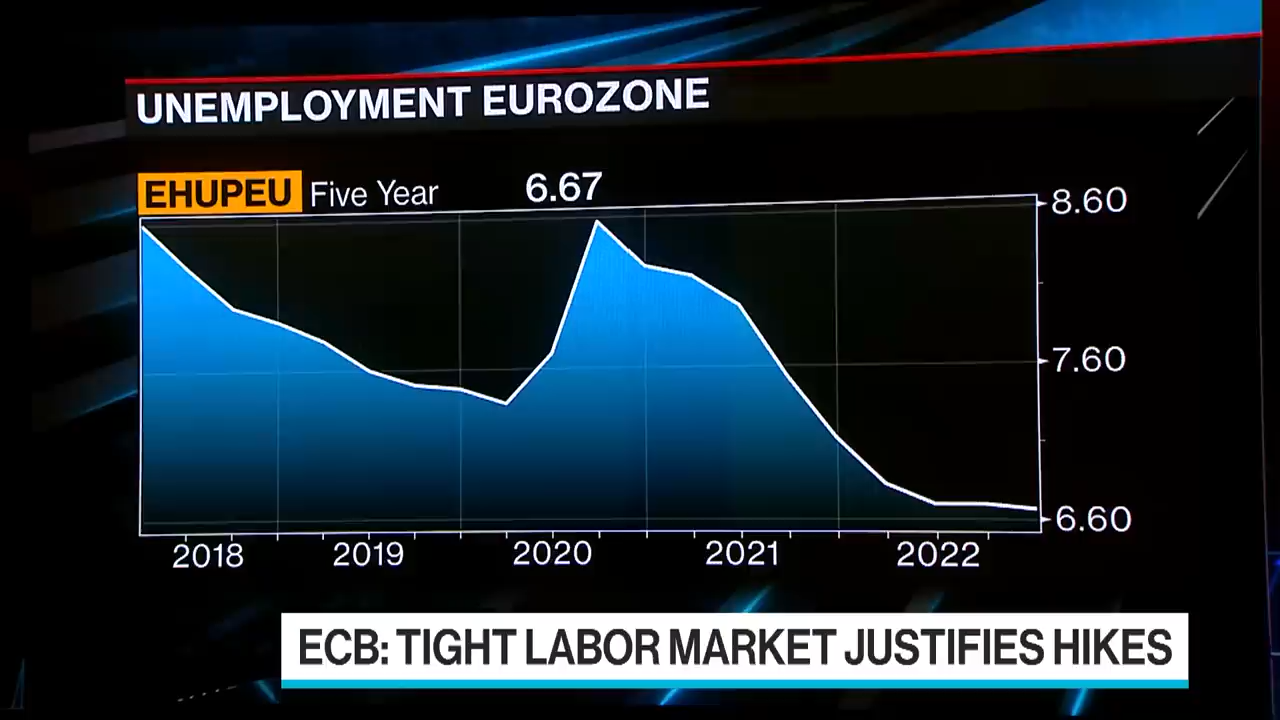 UNEMPLOYMENT EUROZONE
EHUPEU Five Year 6.67
8.60
7.60
6.60
2018 2019 2020 2021 2022
ECB: TIGHT LABOR MARKET JUSTIFIES HIKES